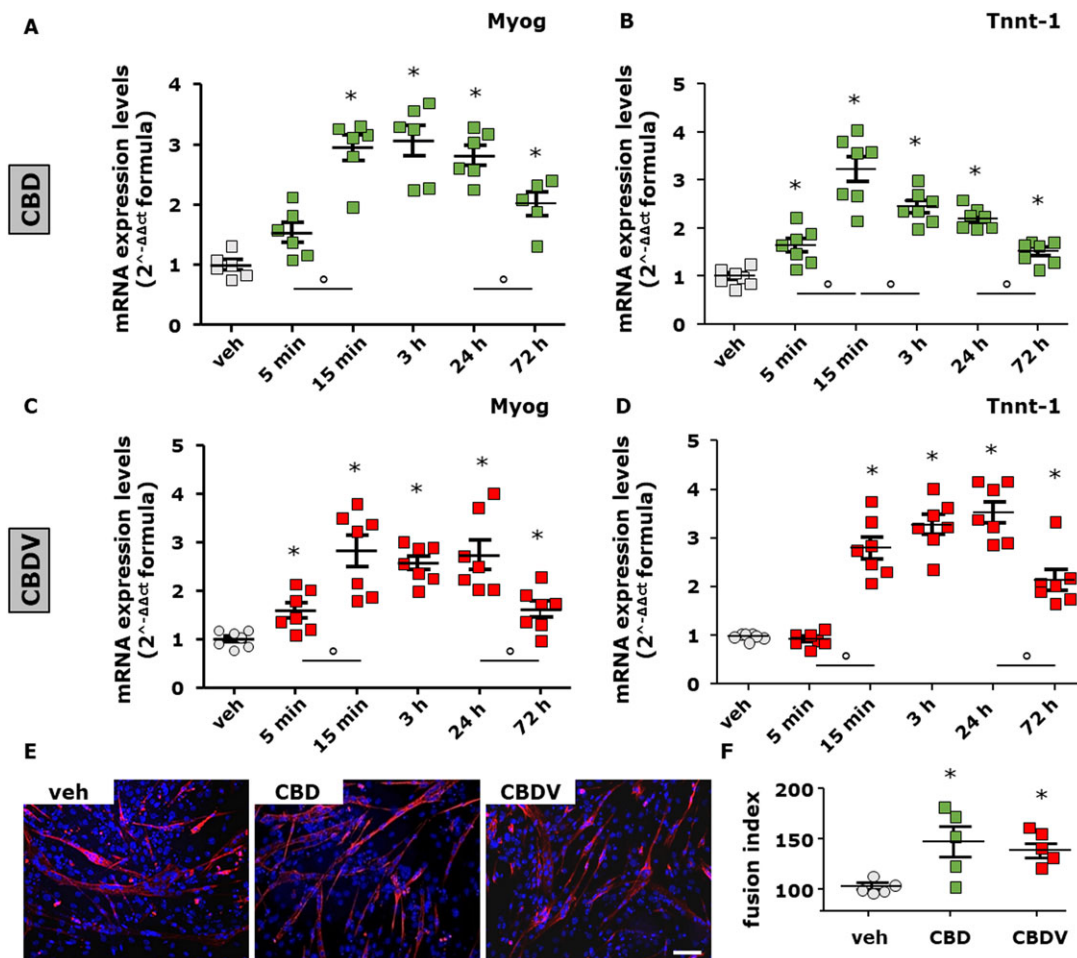 A
Myog
CBD
mRNA expression levels
(2^-ΔΔct formula)
4
3
2
1
0
*
*
*
*
°
°
veh
5 min
15 min
3 h
24 h
72 h
B
Tnnt-1
mRNA expression levels
(2^-ΔΔct formula)
5
4
3
2
1
0
*
*
*
*
*
°
°
°
veh
5 min
15 min
3 h
24 h
72 h
C
Myog
CBDV
mRNA expression levels
(2^-ΔΔct formula)
5
4
3
2
1
0
*
*
*
*
*
°
°
veh
5 min
15 min
3 h
24 h
72 h
D
Tnnt-1
mRNA expression levels
(2^-ΔΔct formula)
5
4
3
2
1
0
*
*
*
*
°
°
veh
5 min
15 min
3 h
24 h
72 h
E
veh
CBD
CBDV
F
fusion index
200
150
100
*
*
veh
CBD
CBDV